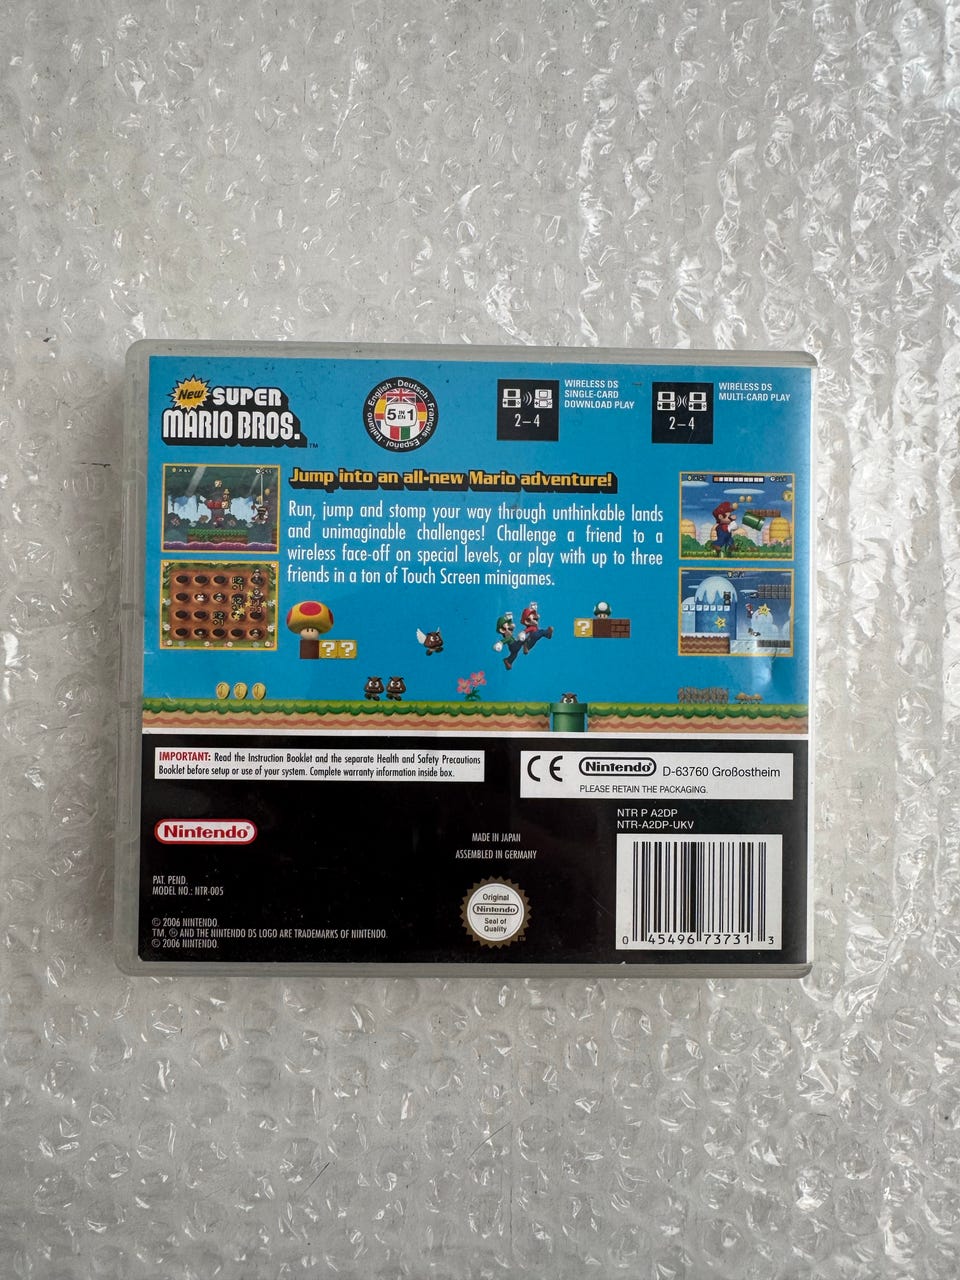 New SUPER
MARIO BROS.™
English · Deutsch · Français · Español · Italiano
5 IN 1
WIRELESS DS
SINGLE-CARD
DOWNLOAD PLAY
2–4
WIRELESS DS
MULTI-CARD PLAY
2–4
Jump into an all-new Mario adventure!
Run, jump and stomp your way through unthinkable lands
and unimaginable challenges! Challenge a friend to a
wireless face-off on special levels, or play with up to three
friends in a ton of Touch Screen minigames.
? ?
?
IMPORTANT: Read the Instruction Booklet and the separate Health and Safety Precautions
Booklet before setup or use of your system. Complete warranty information inside box.
CE Nintendo D-63760 Großostheim
PLEASE RETAIN THE PACKAGING.
NTR P A2DP
NTR-A2DP-UKV
Nintendo®
MADE IN JAPAN
ASSEMBLED IN GERMANY
PAT. PEND.
MODEL NO.: NTR-005
Original
Nintendo
Seal of
Quality
TM
© 2006 NINTENDO.
TM, ® AND THE NINTENDO DS LOGO ARE TRADEMARKS OF NINTENDO.
© 2006 NINTENDO.
0 45496 73731 3